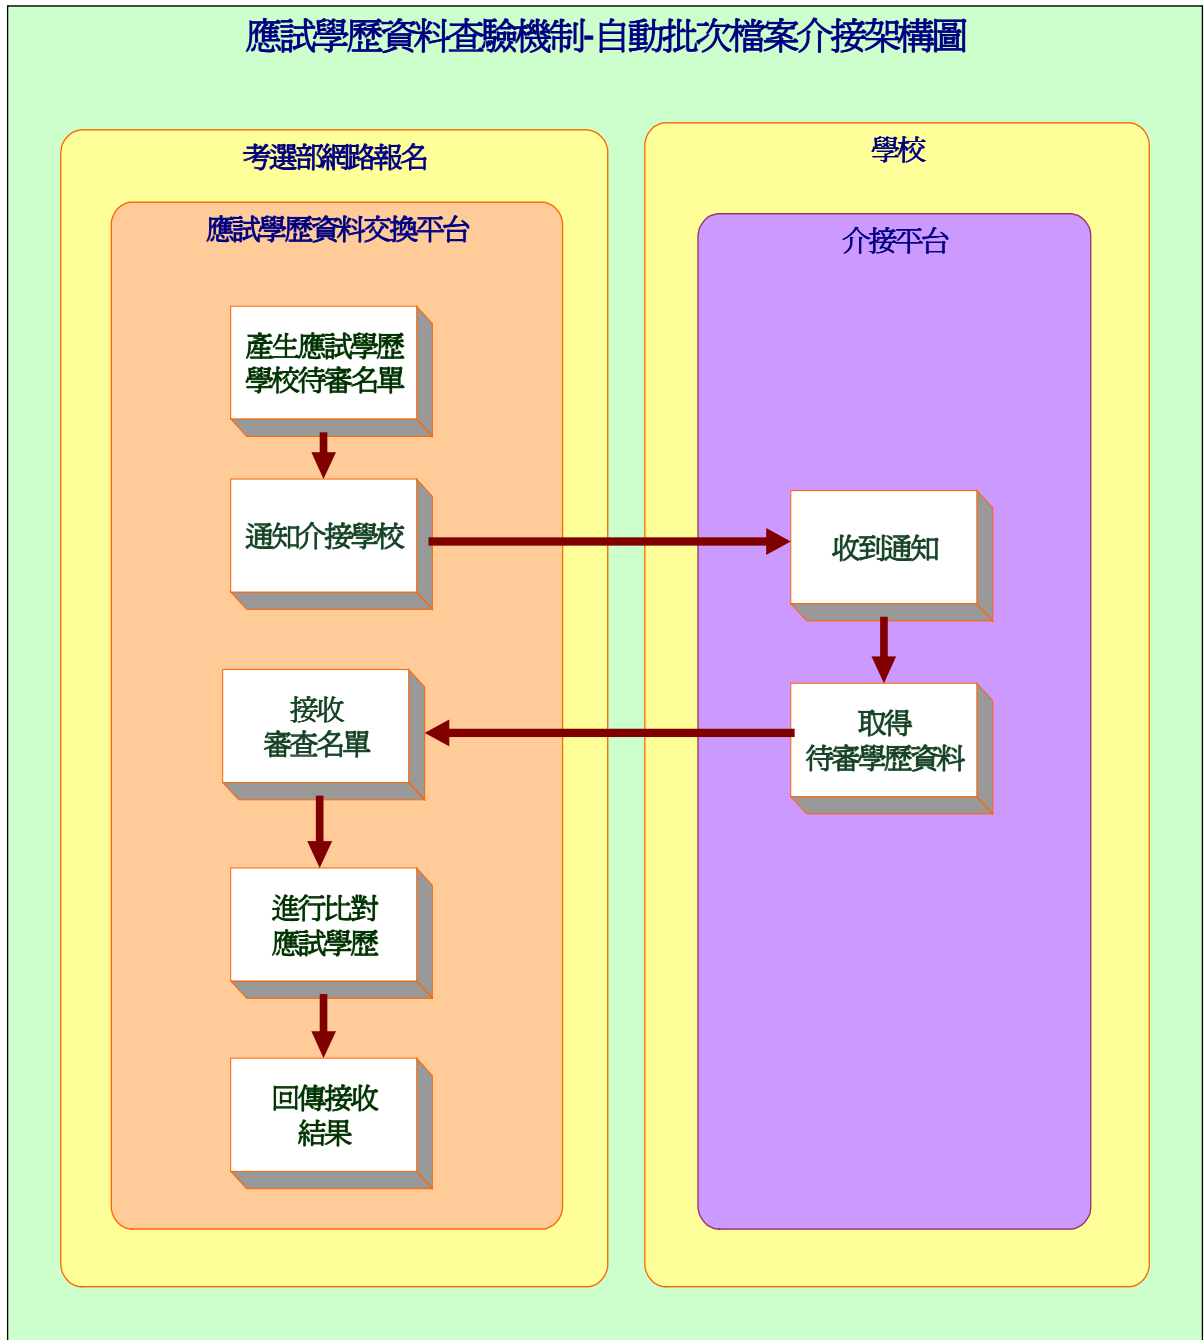 應試學歷資料查驗機制-自動批次檔案介接架構圖
考選部網路報名
應試學歷資料交換平台
產生應試學歷
學校待審名單
通知介接學校
接收
審查名單
進行比對
應試學歷
回傳接收
結果
學校
介接平台
收到通知
取得
待審學歷資料